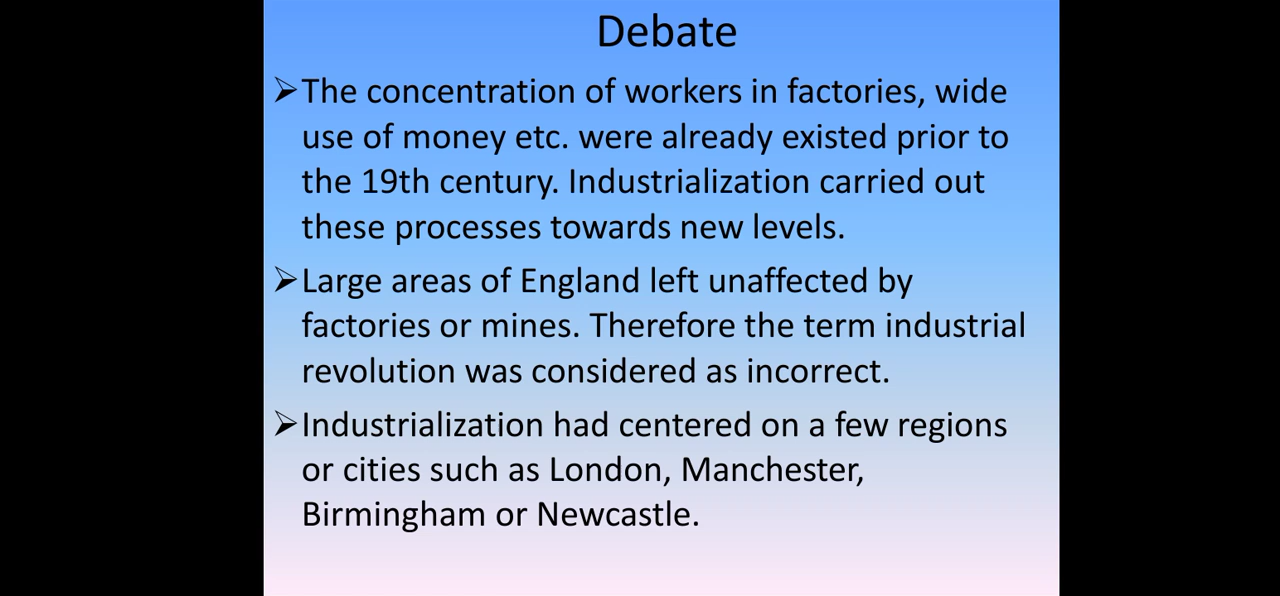 Debate
➢The concentration of workers in factories, wide
use of money etc. were already existed prior to
the 19th century. Industrialization carried out
these processes towards new levels.
➢Large areas of England left unaffected by
factories or mines. Therefore the term industrial
revolution was considered as incorrect.
➢Industrialization had centered on a few regions
or cities such as London, Manchester,
Birmingham or Newcastle.